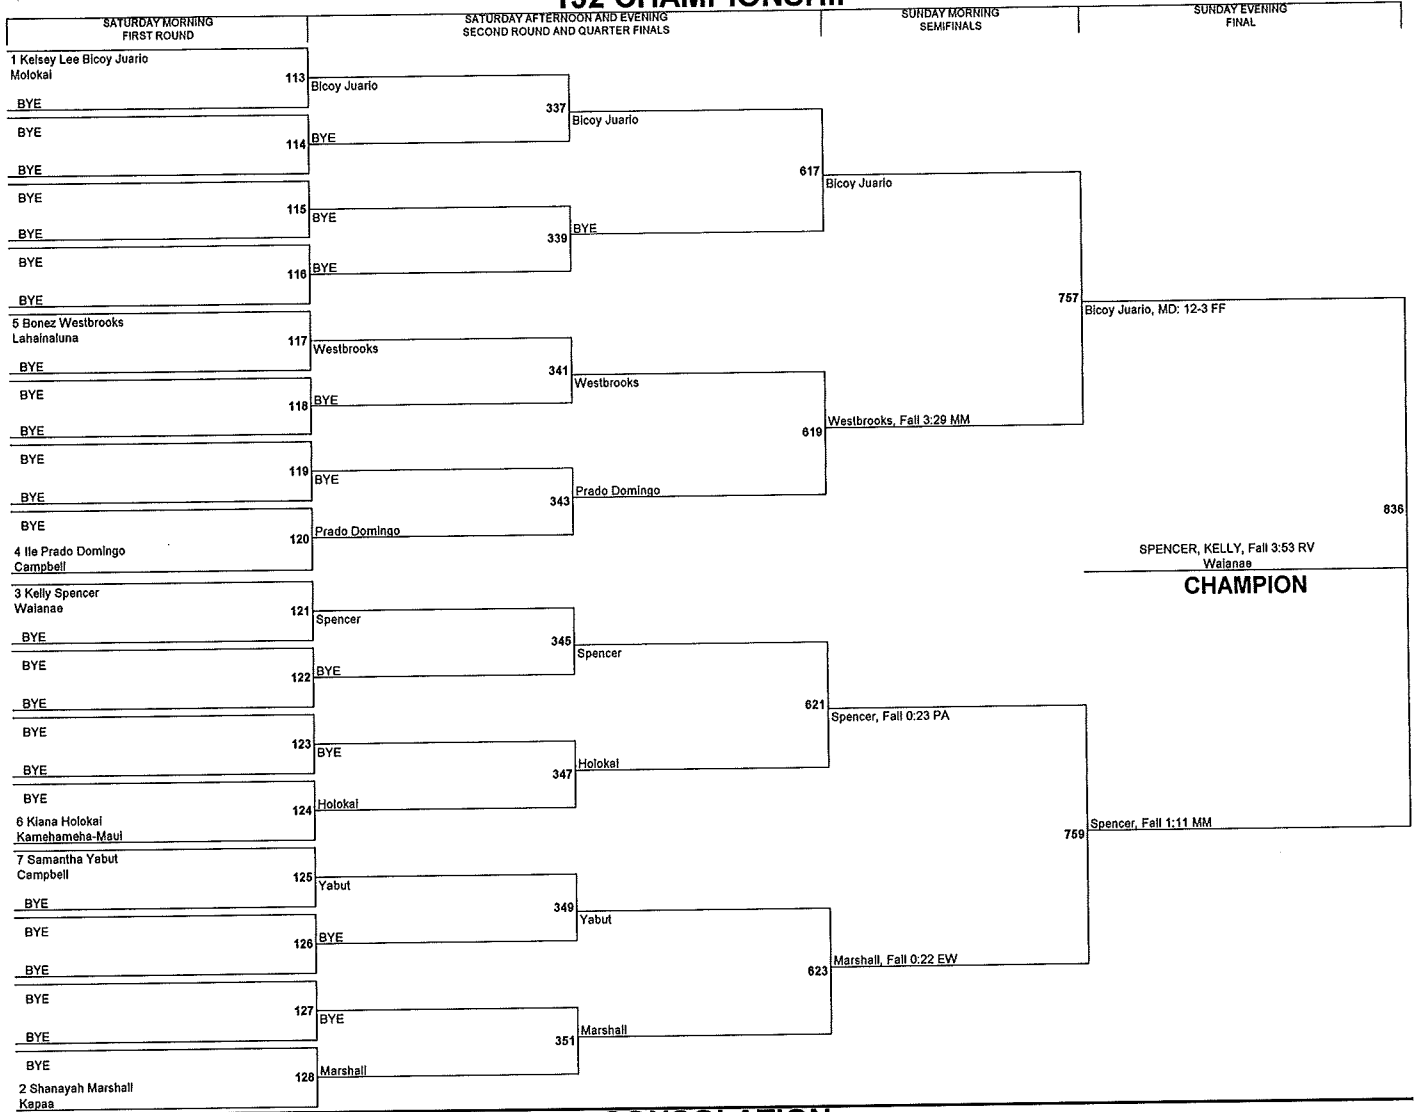 SATURDAY MORNING
FIRST ROUND
SATURDAY AFTERNOON AND EVENING
SECOND ROUND AND QUARTER FINALS
SUNDAY MORNING
SEMIFINALS
SUNDAY EVENING
FINAL
1 Kelsey Lee Bicoy Juario
Molokai
113
BYE
BYE
114
BYE
BYE
115
BYE
BYE
116
BYE
5 Bonez Westbrooks
Lahainaluna
117
BYE
BYE
118
BYE
BYE
119
BYE
BYE
120
4 Ile Prado Domingo
Campbell
3 Kelly Spencer
Waianae
121
BYE
BYE
122
BYE
BYE
123
BYE
BYE
124
6 Kiana Holokai
Kamehameha-Maui
7 Samantha Yabut
Campbell
125
BYE
BYE
126
BYE
BYE
127
BYE
BYE
128
2 Shanayah Marshall
Kapaa
Bicoy Juario
337
BYE
BYE
339
BYE
Westbrooks
341
BYE
BYE
343
Prado Domingo
Spencer
345
BYE
BYE
347
Holokai
Yabut
349
BYE
BYE
351
Marshall
Bicoy Juario
617
BYE
Westbrooks
619
Prado Domingo
Spencer
621
Holokai
Yabut
623
Marshall
Bicoy Juario
757
Westbrooks, Fall 3:29 MM
Spencer, Fall 0:23 PA
759
Marshall, Fall 0:22 EW
Bicoy Juario, MD: 12-3 FF
836
SPENCER, KELLY, Fall 3:53 RV
Waianae
CHAMPION
Spencer, Fall 1:11 MM